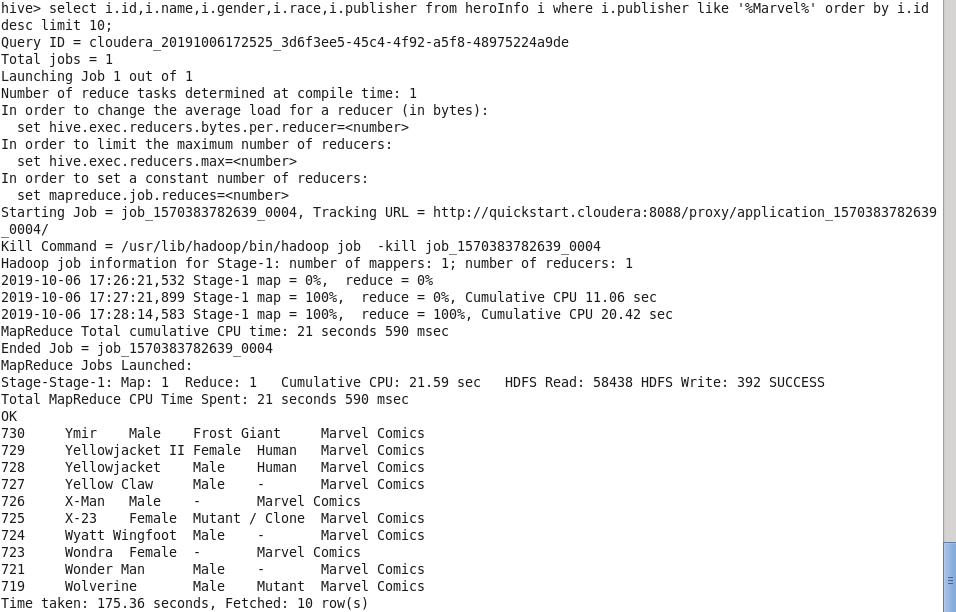 hive> select i.id,i.name,i.gender,i.race,i.publisher from heroInfo i where i.publisher like '%Marvel%' order by i.id
desc limit 10;
Query ID = cloudera_20191006172525_3d6f3ee5-45c4-4f92-a5f8-48975224a9de
Total jobs = 1
Launching Job 1 out of 1
Number of reduce tasks determined at compile time: 1
In order to change the average load for a reducer (in bytes):
  set hive.exec.reducers.bytes.per.reducer=<number>
In order to limit the maximum number of reducers:
  set hive.exec.reducers.max=<number>
In order to set a constant number of reducers:
  set mapreduce.job.reduces=<number>
Starting Job = job_1570383782639_0004, Tracking URL = http://quickstart.cloudera:8088/proxy/application_1570383782639
_0004/
Kill Command = /usr/lib/hadoop/bin/hadoop job  -kill job_1570383782639_0004
Hadoop job information for Stage-1: number of mappers: 1; number of reducers: 1
2019-10-06 17:26:21,532 Stage-1 map = 0%,  reduce = 0%
2019-10-06 17:27:21,899 Stage-1 map = 100%,  reduce = 0%, Cumulative CPU 11.06 sec
2019-10-06 17:28:14,583 Stage-1 map = 100%,  reduce = 100%, Cumulative CPU 20.42 sec
MapReduce Total cumulative CPU time: 21 seconds 590 msec
Ended Job = job_1570383782639_0004
MapReduce Jobs Launched:
Stage-Stage-1: Map: 1  Reduce: 1   Cumulative CPU: 21.59 sec   HDFS Read: 58438 HDFS Write: 392 SUCCESS
Total MapReduce CPU Time Spent: 21 seconds 590 msec
OK
730     Ymir    Male    Frost Giant     Marvel Comics
729     Yellowjacket II Female  Human   Marvel Comics
728     Yellowjacket    Male    Human   Marvel Comics
727     Yellow Claw     Male    -       Marvel Comics
726     X-Man   Male    -       Marvel Comics
725     X-23    Female  Mutant / Clone  Marvel Comics
724     Wyatt Wingfoot  Male    -       Marvel Comics
723     Wondra  Female  -       Marvel Comics
721     Wonder Man      Male    -       Marvel Comics
719     Wolverine       Male    Mutant  Marvel Comics
Time taken: 175.36 seconds, Fetched: 10 row(s)